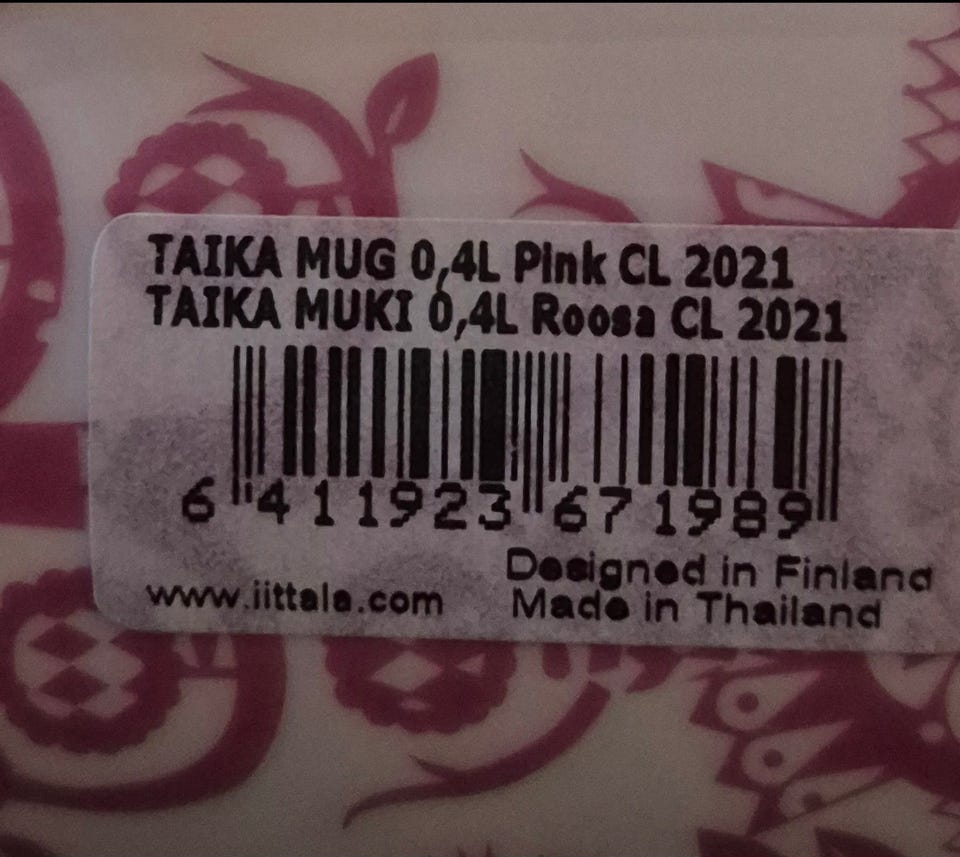 TAIKA MUG 0,4L Pink CL 2021
TAIKA MUKI 0,4L Roosa CL 2021
6 411923 671989
Designed in Finland
www.iittala.com Made in Thailand